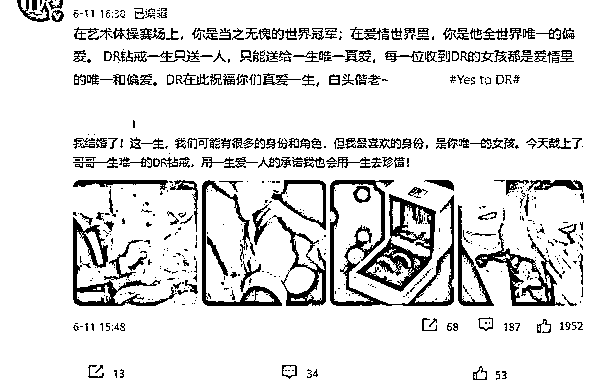 6-11 16:30 已编辑
在艺术体操赛场上，你是当之无愧的世界冠军；在爱情世界里，你是他全世界唯一的偏
爱。 DR钻戒一生只送一人，只能送给一生唯一真爱，每一位收到DR的女孩都是爱情里
的唯一和偏爱。DR在此祝福你们真爱一生，白头偕老~ #Yes to DR#
我结婚了！这一生，我们可能有很多的身份和角色，但我最喜欢的身份，是你唯一的女孩。今天戴上了
哥哥一生唯一的DR钻戒，用一生爱一人的承诺我也会用一生去珍惜！
6-11 15:48 68 187 1952
13 34 53